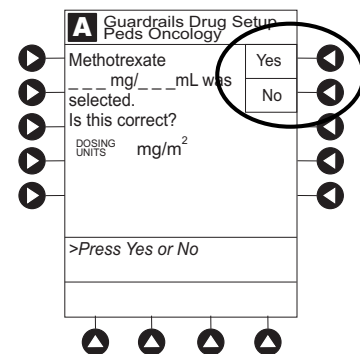 A Guardrails Drug Setup
Peds Oncology
Methotrexate Yes
_ _ _ mg/_ _ _mL was
selected. No
Is this correct?
DOSING UNITS mg/m²
>Press Yes or No